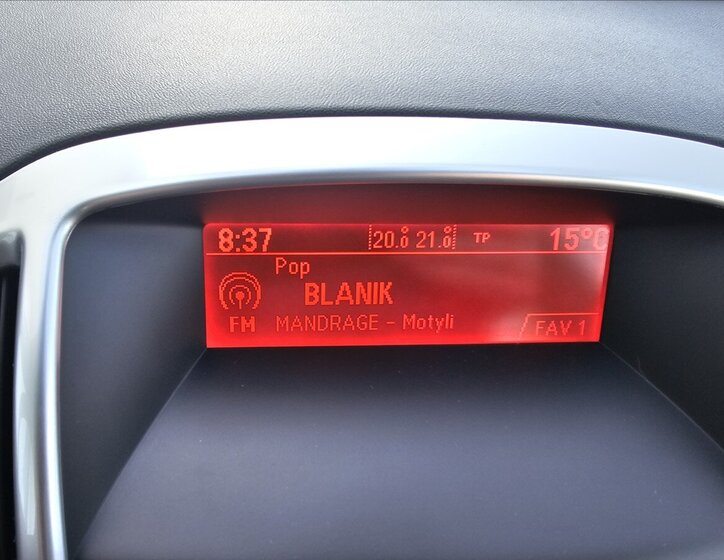 8:37 20.0 21.0 TP 15°C
Pop
BLANIK
FM MANDRAGE - Motyli FAV 1